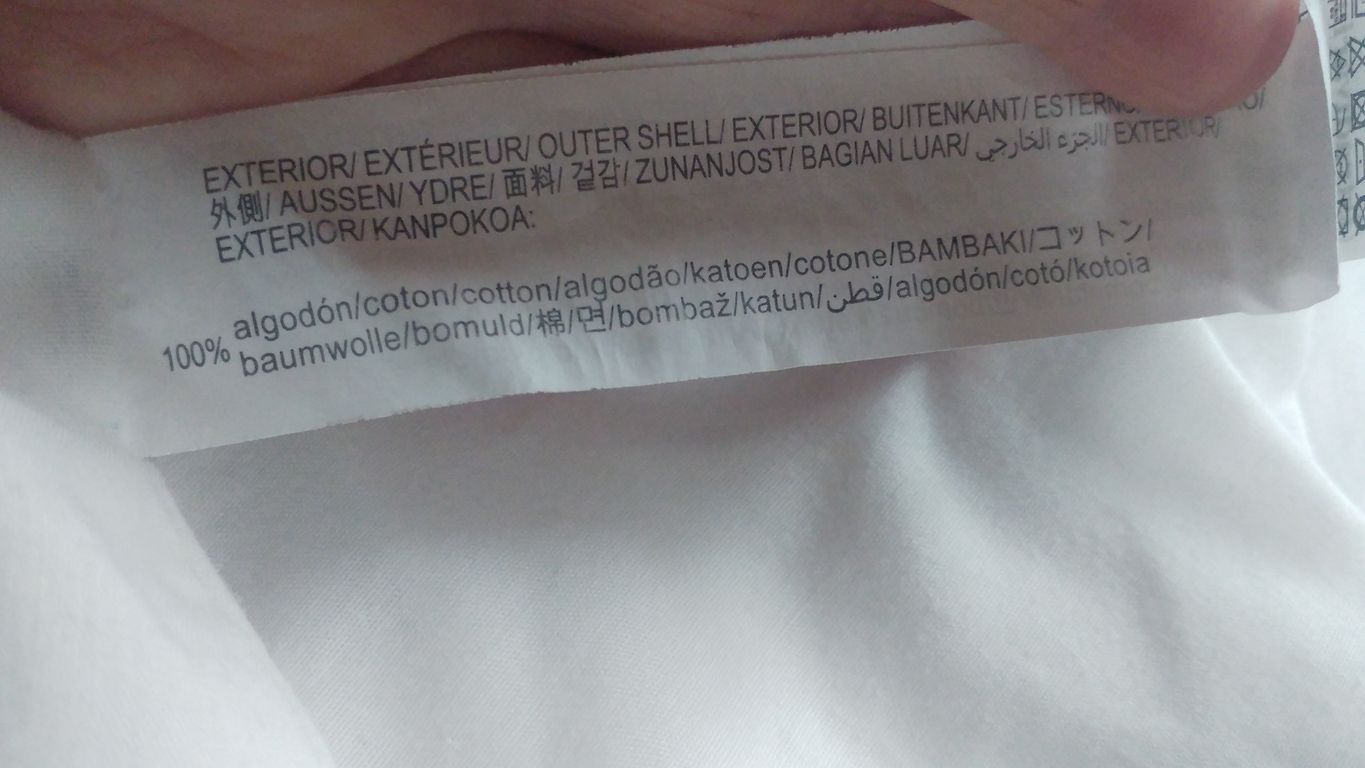 EXTERIOR/ EXTÉRIEUR/ OUTER SHELL/ EXTERIOR/ BUITENKANT/
外側/ AUSSEN/ YDRE/ 面料/ 겉감/ ZUNANJOST/ BAGIAN LUAR/ الجزء الخارجي/ EXTERIOR/
EXTERIOR/ KANPOKOA:
algodón/coton/cotton/algodão/katoen/cotone/BAMBAKI/コットン/
100% baumwolle/bomuld/棉/면/bombaž/katun/قطن/algodón/cotó/kotoia